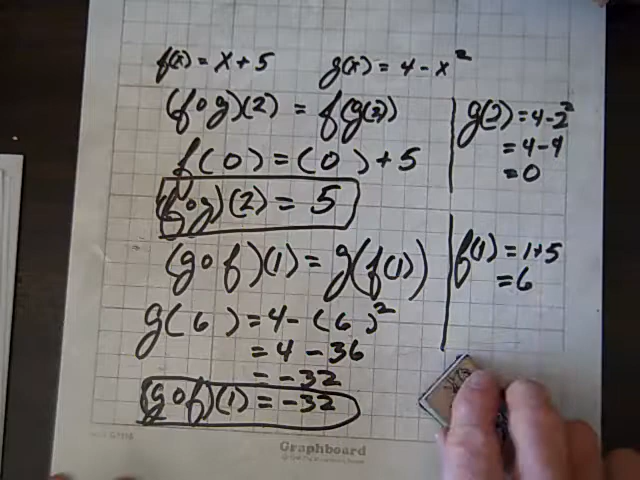 f(x) = x + 5    g(x) = 4 - x²
(f∘g)(2) = f(g(2))
f(0) = (0) + 5
(f∘g)(2) = 5
g(2) = 4-2²
= 4-4
= 0
(g∘f)(1) = g(f(1))
g(6) = 4 - (6)²
= 4 - 36
= -32
(g∘f)(1) = -32
f(1) = 1+5
= 6
Graphboard